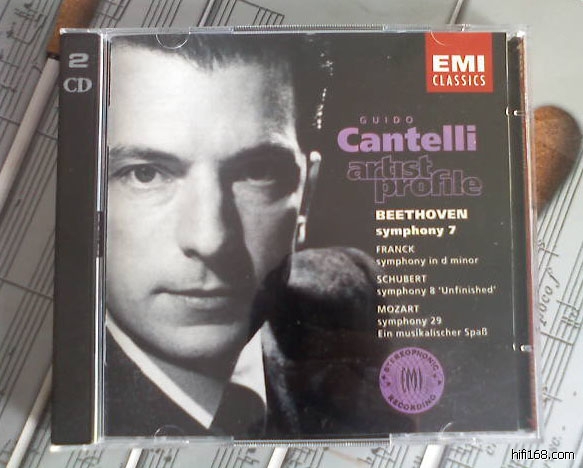 2
CD
EMI
CLASSICS
GUIDO
Cantelli
artist
profile
BEETHOVEN
symphony 7
FRANCK
symphony in d minor
SCHUBERT
symphony 8 'Unfinished'
MOZART
symphony 29
Ein musikalischer Spaß
STEREOPHONIC
EMI
RECORDING
hifi168.com